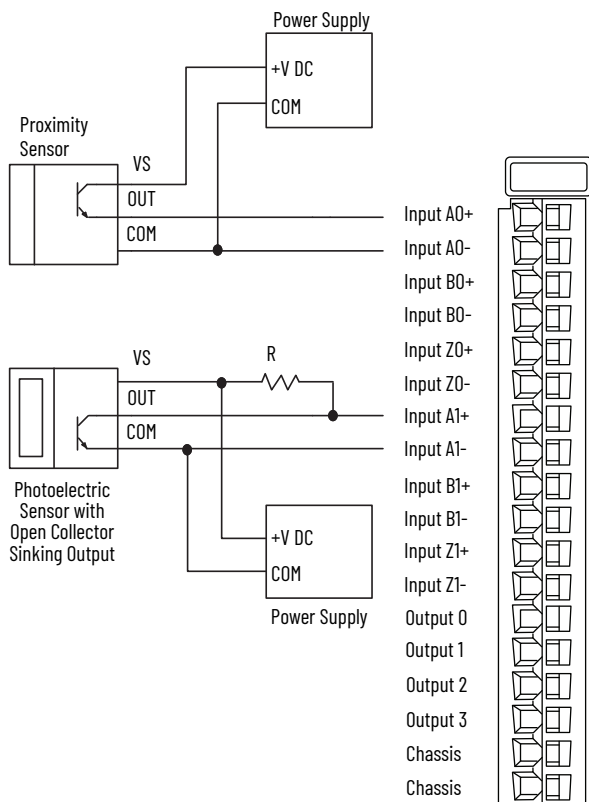 Power Supply
+V DC
COM
Proximity
Sensor
VS
OUT
COM
Input A0+
Input A0-
Input B0+
Input B0-
Input Z0+
Input Z0-
Input A1+
Input A1-
Input B1+
Input B1-
Input Z1+
Input Z1-
Output 0
Output 1
Output 2
Output 3
Chassis
Chassis
VS
R
OUT
COM
Photoelectric
Sensor with
Open Collector
Sinking Output
+V DC
COM
Power Supply